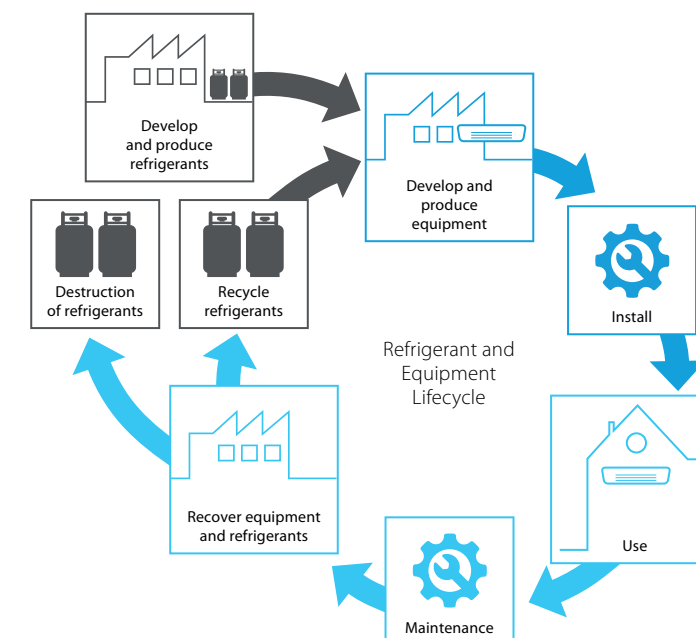 Develop
and produce
refrigerants
Develop and
produce
equipment
Destruction
of refrigerants
Recycle
refrigerants
Install
Refrigerant and
Equipment
Lifecycle
Recover equipment
and refrigerants
Use
Maintenance